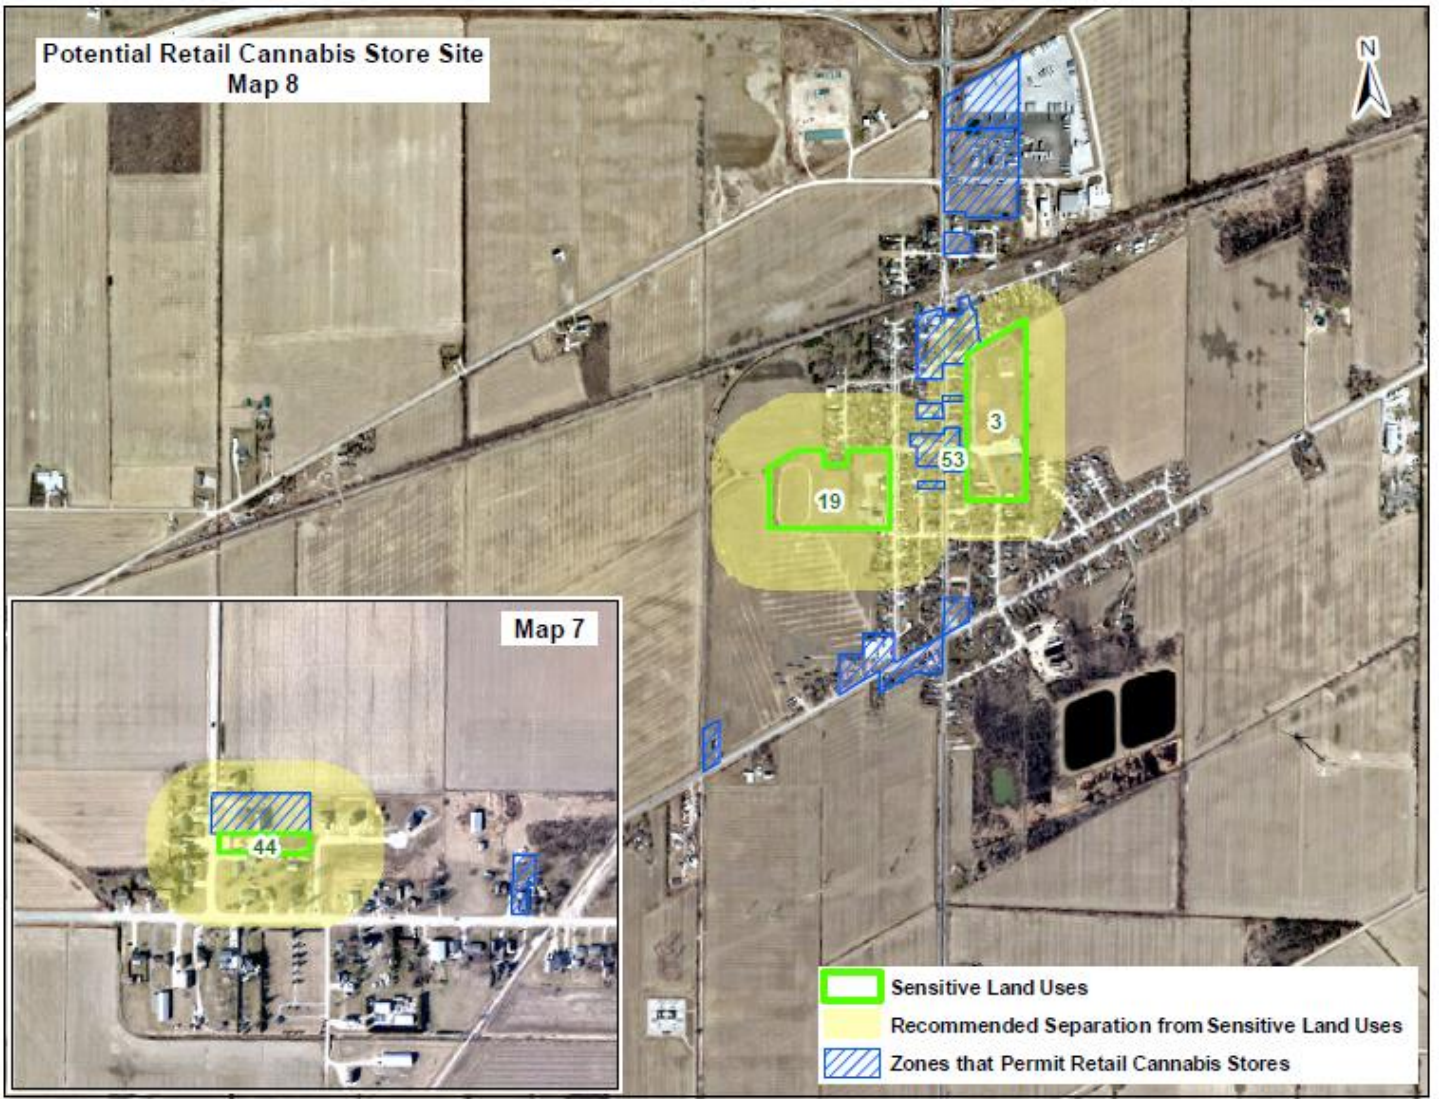 Potential Retail Cannabis Store Site
Map 8
N
3
53
19
Map 7
44
Sensitive Land Uses
Recommended Separation from Sensitive Land Uses
Zones that Permit Retail Cannabis Stores